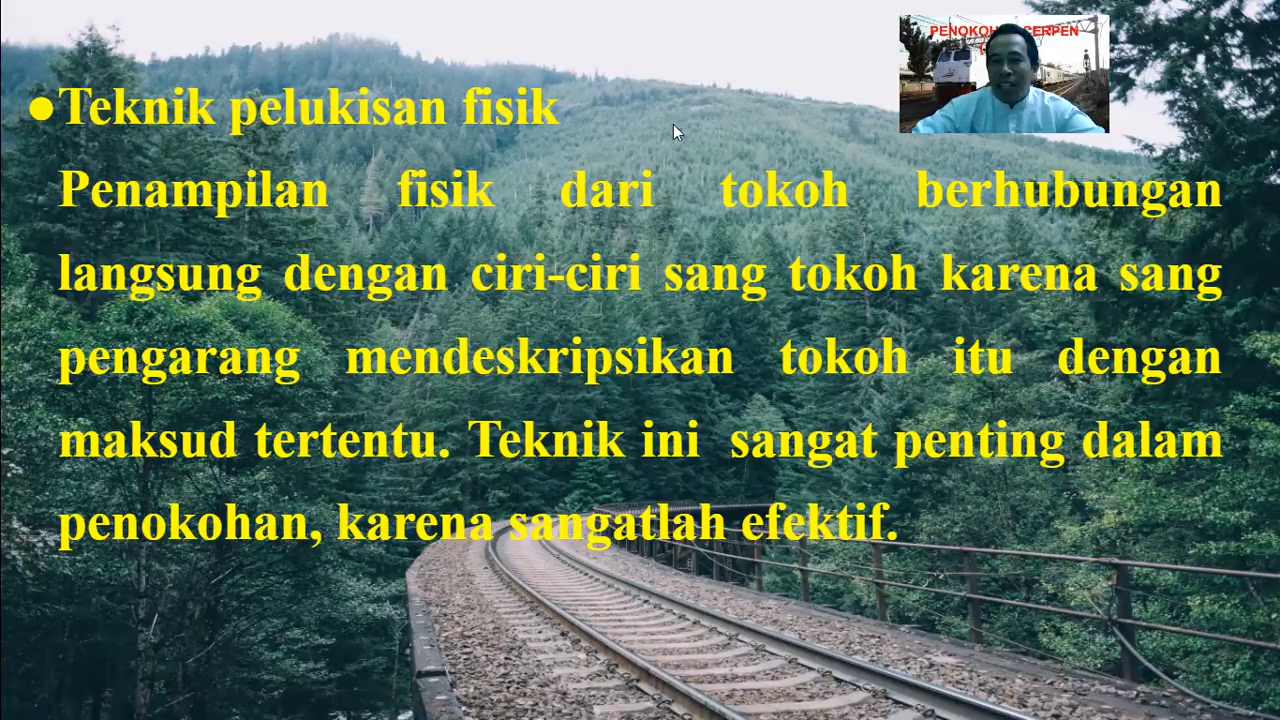 PENOKOHAN CERPEN
●Teknik pelukisan fisik
Penampilan fisik dari tokoh berhubungan
langsung dengan ciri-ciri sang tokoh karena sang
pengarang mendeskripsikan tokoh itu dengan
maksud tertentu. Teknik ini sangat penting dalam
penokohan, karena sangatlah efektif.